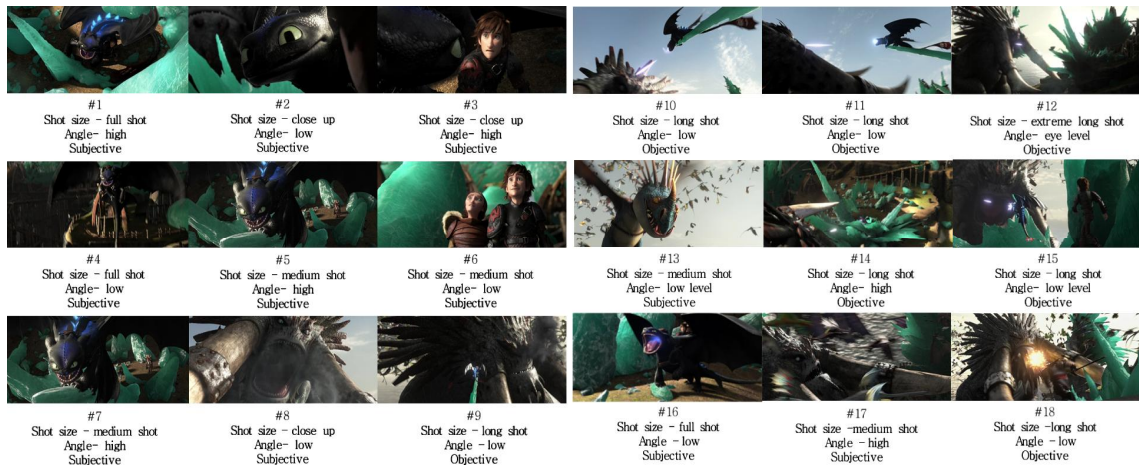 #1
Shot size - full shot
Angle- high
Subjective
#2
Shot size - close up
Angle- low
Subjective
#3
Shot size - close up
Angle- high
Subjective
#4
Shot size - full shot
Angle- low
Subjective
#5
Shot size - medium shot
Angle- high
Subjective
#6
Shot size - medium shot
Angle- low
Subjective
#7
Shot size - medium shot
Angle- high
Subjective
#8
Shot size - close up
Angle- low
Subjective
#9
Shot size - long shot
Angle -low
Objective
#10
Shot size - long shot
Angle- low
Objective
#11
Shot size - long shot
Angle- low
Objective
#12
Shot size - extreme long shot
Angle- eye level
Objective
#13
Shot size - medium shot
Angle- low level
Subjective
#14
Shot size - long shot
Angle- high
Objective
#15
Shot size - long shot
Angle- low level
Objective
#16
Shot size - full shot
Angle - low
Subjective
#17
Shot size -medium shot
Angle - high
Subjective
#18
Shot size -long shot
Angle - low
Objective